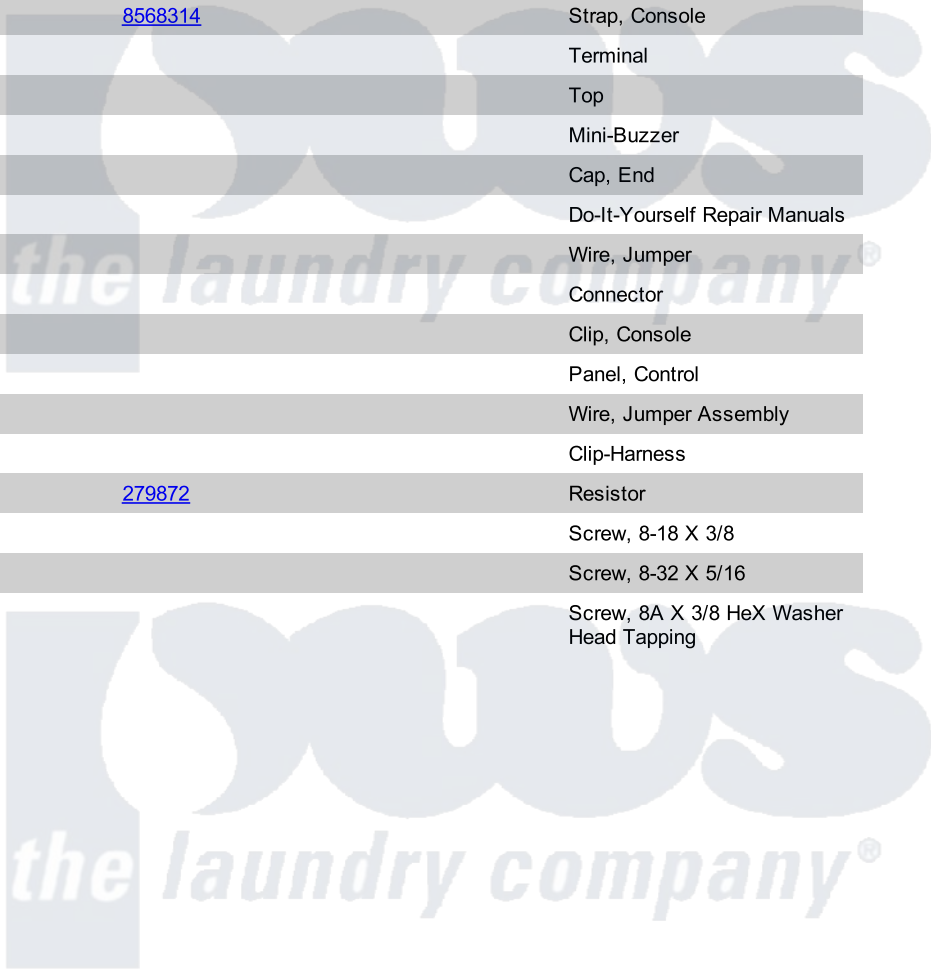 8568314 Strap, Console
Terminal
Top
Mini-Buzzer
Cap, End
Do-It-Yourself Repair Manuals
Wire, Jumper
the laundry company®
Connector
Clip, Console
Panel, Control
Wire, Jumper Assembly
Clip-Harness
279872 Resistor
Screw, 8-18 X 3/8
Screw, 8-32 X 5/16
Screw, 8A X 3/8 HeX Washer
Head Tapping
pws
the laundry company®